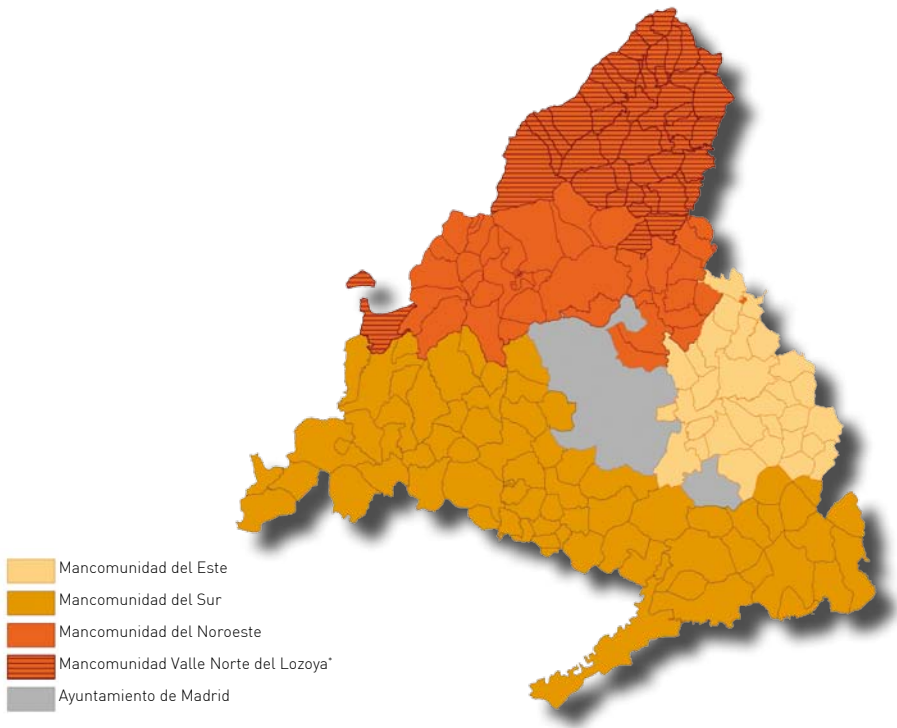 Mancomunidad del Este
Mancomunidad del Sur
Mancomunidad del Noroeste
Mancomunidad Valle Norte del Lozoya*
Ayuntamiento de Madrid